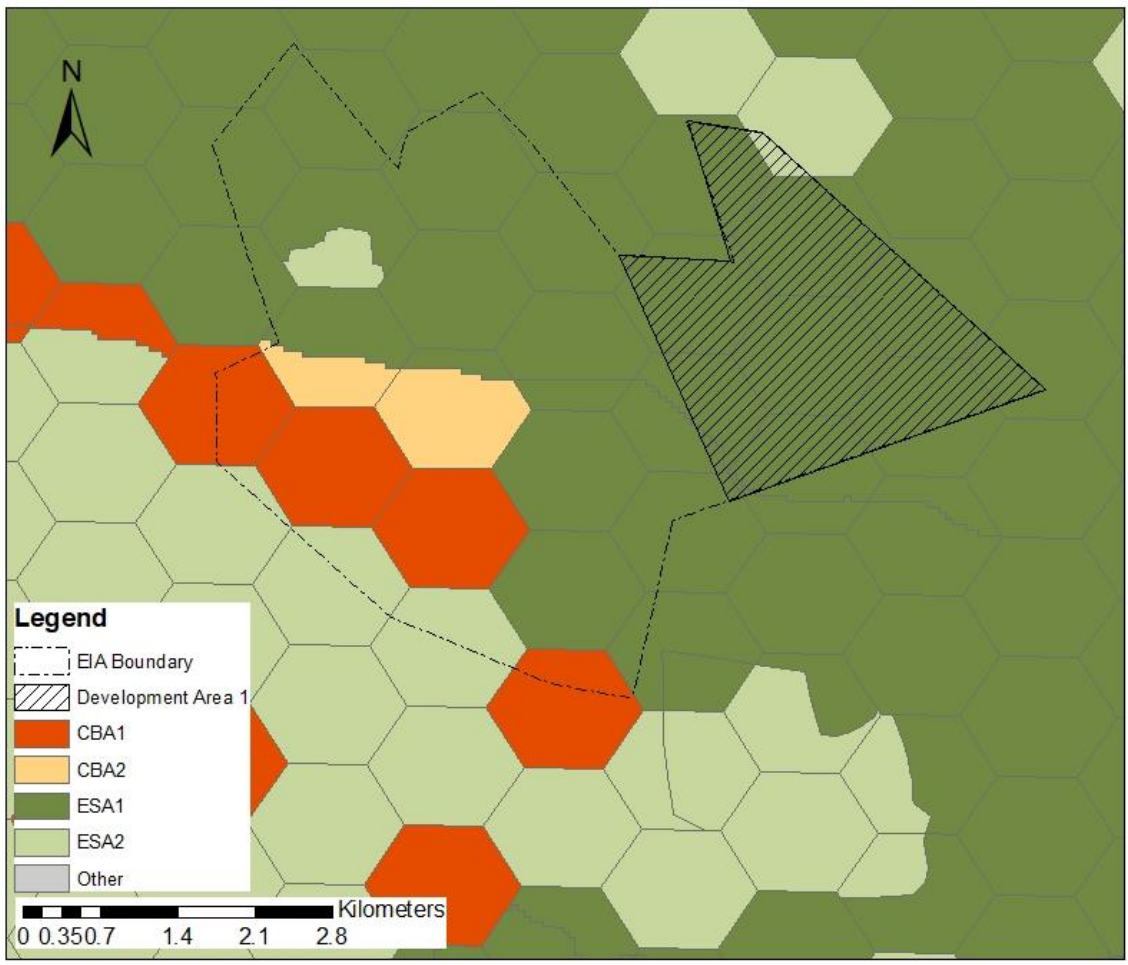 N
Legend
EIA Boundary
Development Area 1
CBA1
CBA2
ESA1
ESA2
Other
Kilometers
0 0.350.7 1.4 2.1 2.8